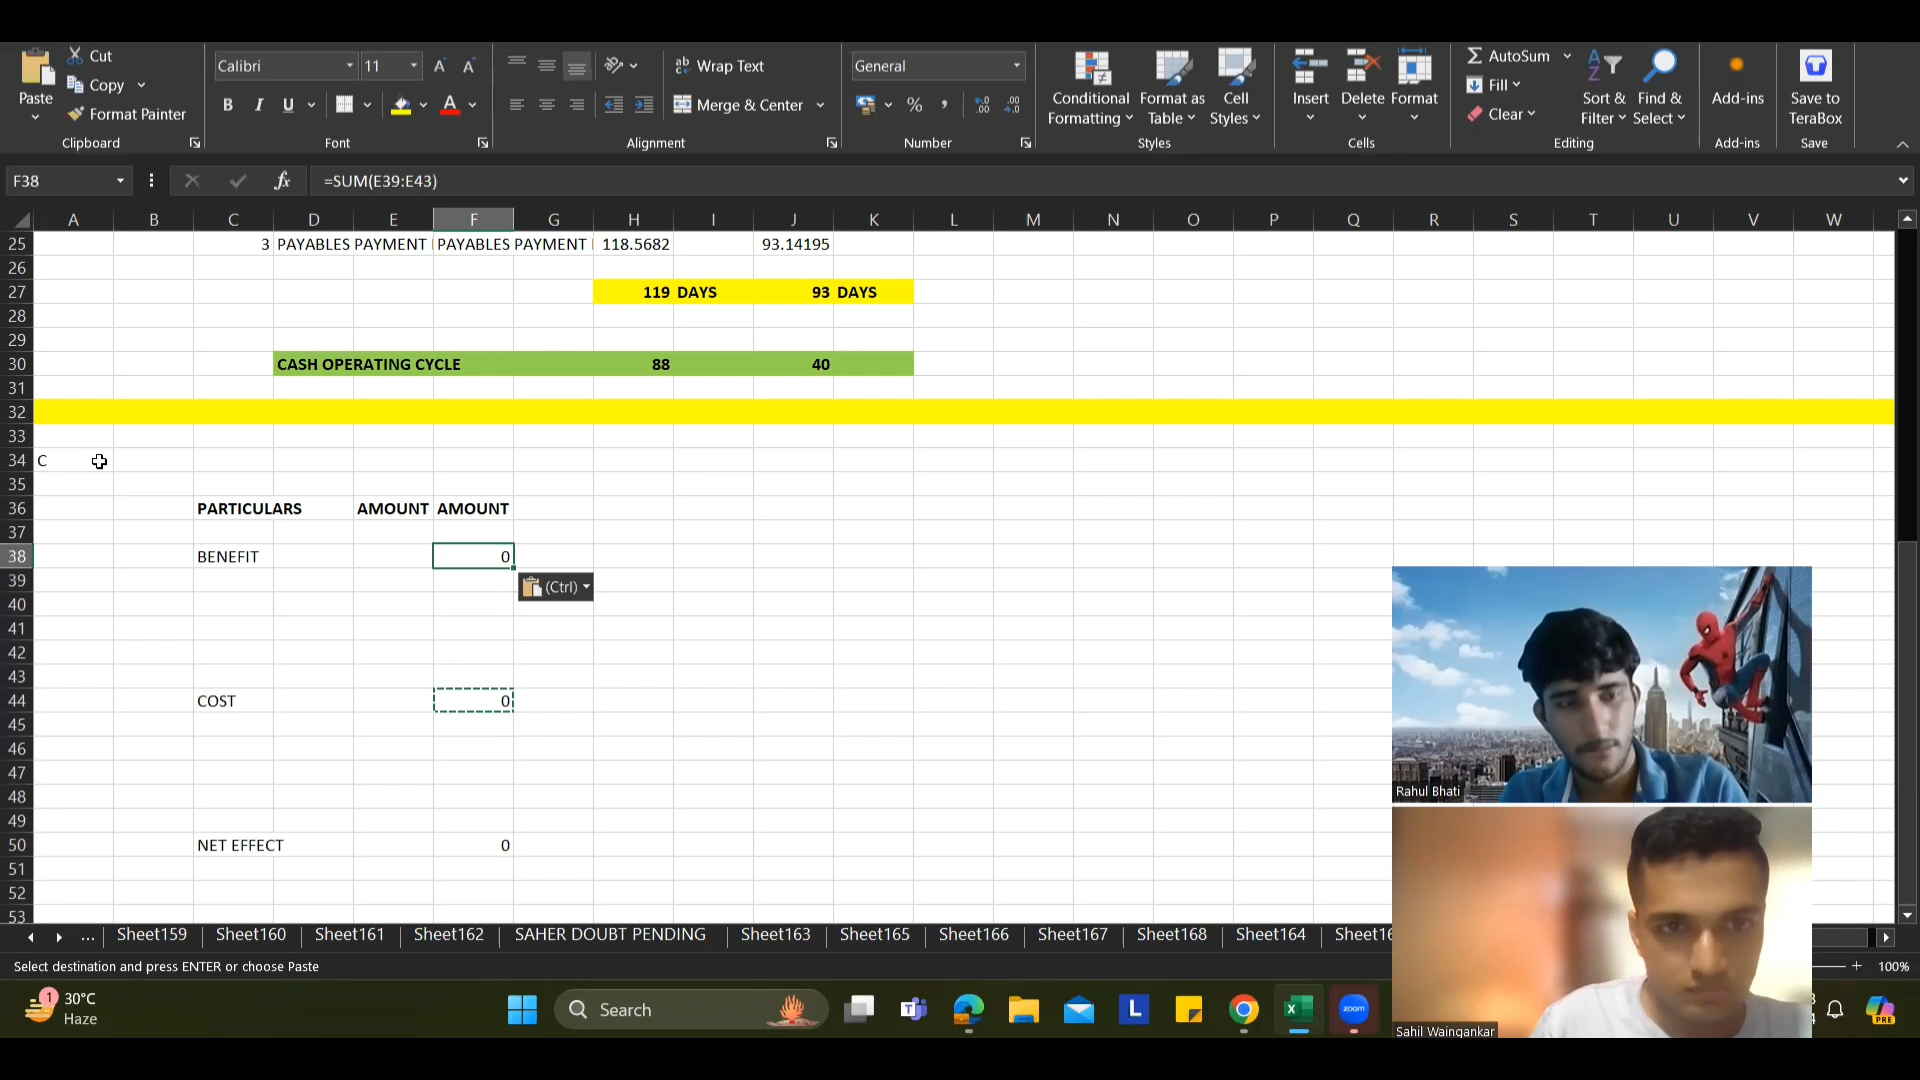 Cut
Calibri
11
Wrap Text
General
AutoSum
Copy
Fill
Paste
Format Painter
B I U
Merge & Center
Conditional Formatting
Format as Table
Cell Styles
Insert
Delete
Format
Clear
Sort & Filter
Find & Select
Add-ins
Save to TeraBox
Clipboard
Font
Alignment
Number
Styles
Cells
Editing
Add-ins
Save
F38 fx =SUM(E39:E43)
A B C D E F G H I J K L M N O P Q R S T U V W
25 3 PAYABLES PAYMENT PAYABLES PAYMENT 118.5682 93.14195
26
27 119 DAYS 93 DAYS
28
29
30 CASH OPERATING CYCLE 88 40
31
32
33
34 C
35
36 PARTICULARS AMOUNT AMOUNT
37
38 BENEFIT 0
39 (Ctrl)
40
41
42
43
44 COST 0
45
46
47
48
49
50 NET EFFECT 0
51
52
53
Rahul Bhati
Sahil Waingankar
... Sheet159 Sheet160 Sheet161 Sheet162 SAHER DOUBT PENDING Sheet163 Sheet165 Sheet166 Sheet167 Sheet168 Sheet164
Select destination and press ENTER or choose Paste
100%
1
30°C
Haze
Search
L
zoom
PRE